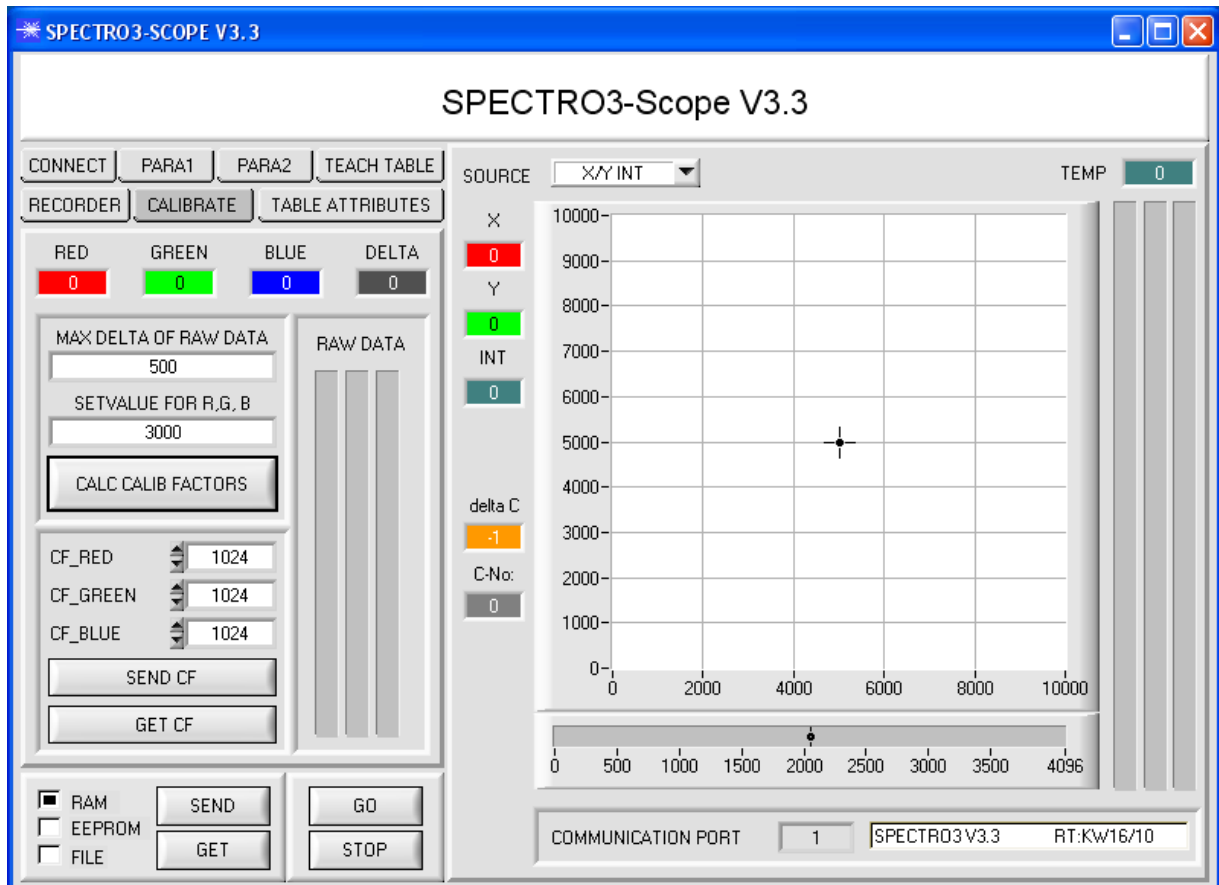 SPECTRO3-SCOPE V3.3
SPECTRO3-Scope V3.3
CONNECT PARA1 PARA2 TEACH TABLE
RECORDER CALIBRATE TABLE ATTRIBUTES
RED GREEN BLUE DELTA
0 0 0 0
MAX DELTA OF RAW DATA
500
SETVALUE FOR R,G, B
3000
CALC CALIB FACTORS
RAW DATA
CF_RED 1024
CF_GREEN 1024
CF_BLUE 1024
SEND CF
GET CF
RAM
EEPROM
FILE
SEND
GET
GO
STOP
SOURCE X/Y INT
TEMP 0
X
0
Y
0
INT
0
delta C
-1
C-No:
0
10000
9000
8000
7000
6000
5000
4000
3000
2000
1000
0
0 2000 4000 6000 8000 10000
0 500 1000 1500 2000 2500 3000 3500 4096
COMMUNICATION PORT 1 SPECTRO3 V3.3 RT:KW16/10